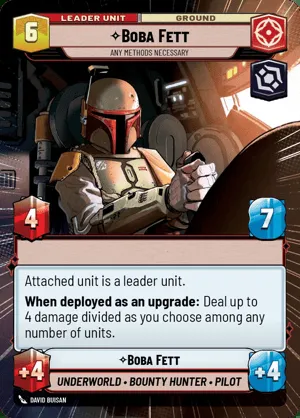 LEADER UNIT
GROUND
6
✧BOBA FETT
ANY METHODS NECESSARY
4
7
Attached unit is a leader unit.
When deployed as an upgrade: Deal up
to 4 damage divided as you choose among any
number of units.
✧BOBA FETT
+4
UNDERWORLD • BOUNTY HUNTER • PILOT
+4
DAVID BUISAN